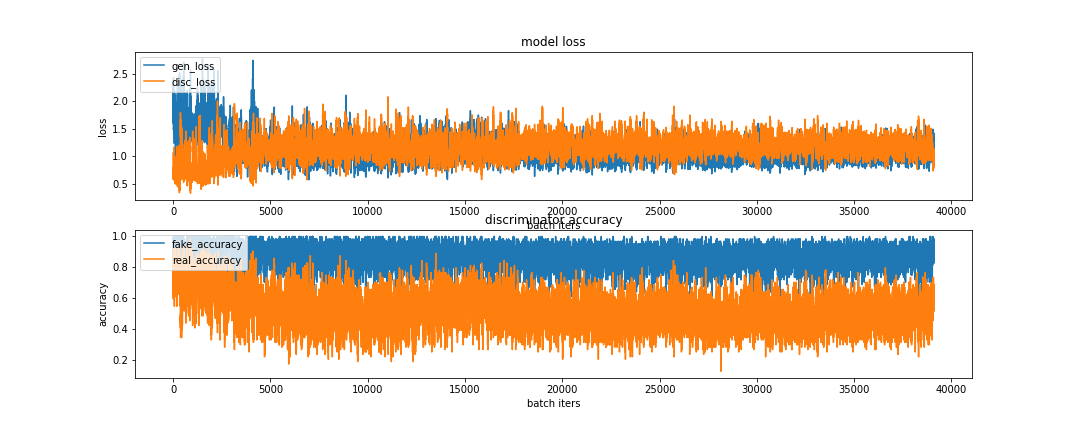 model loss
gen_loss
disc_loss
loss
2.5
2.0
1.5
1.0
0.5
0 5000 10000 15000 20000 25000 30000 35000 40000
batch iters
discriminator accuracy
fake_accuracy
real_accuracy
accuracy
1.0
0.8
0.6
0.4
0.2
0 5000 10000 15000 20000 25000 30000 35000 40000
batch iters